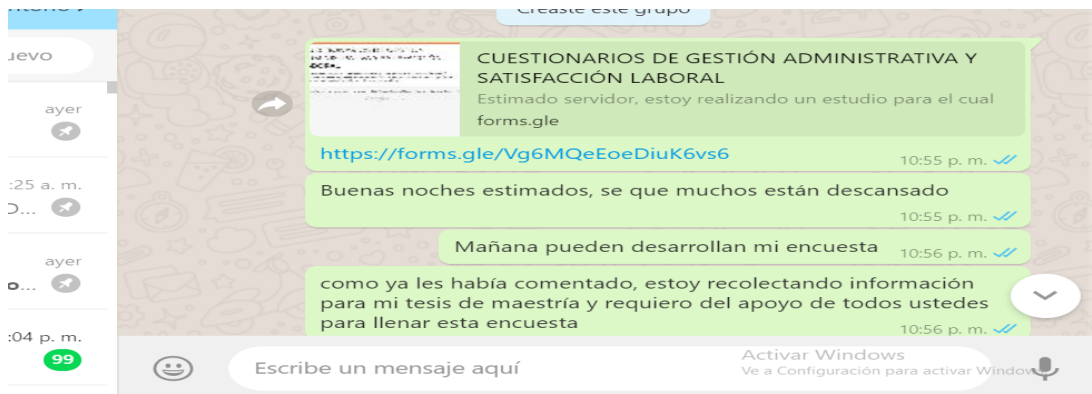 Creaste este grupo
uevo
ayer
:25 a. m.
D...
ayer
o...
:04 p. m.
99
CUESTIONARIOS DE GESTIÓN ADMINISTRATIVA Y
SATISFACCIÓN LABORAL
Estimado servidor, estoy realizando un estudio para el cual
forms.gle
https://forms.gle/Vg6MQeEoeDiuK6vs6
10:55 p. m.
Buenas noches estimados, se que muchos están descansado
10:55 p. m.
Mañana pueden desarrollan mi encuesta
10:56 p. m.
como ya les había comentado, estoy recolectando información
para mi tesis de maestría y requiero del apoyo de todos ustedes
para llenar esta encuesta
10:56 p. m.
Escribe un mensaje aquí
Activar Windows
Ve a Configuración para activar Window